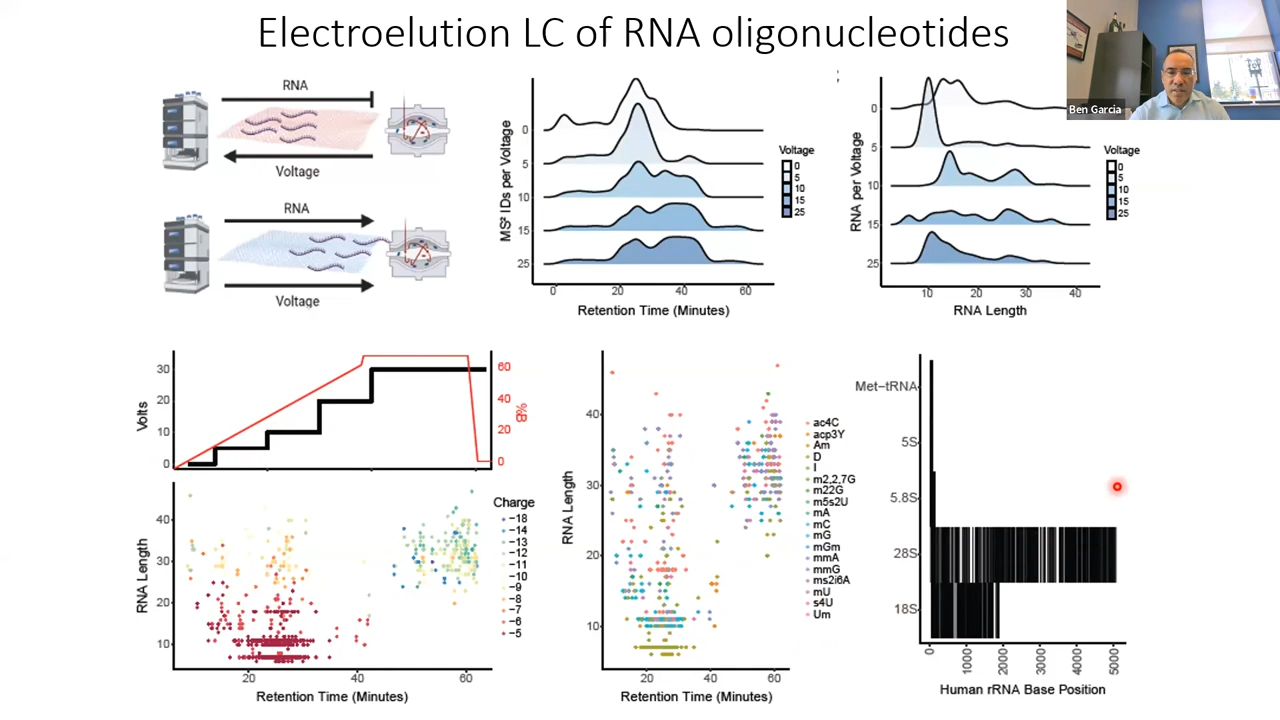 Electroelution LC of RNA oligonucleotides
Ben Garcia
RNA
Voltage
RNA
Voltage
MS² IDs per Voltage
0
5
10
15
25
0
20
40
60
Retention Time (Minutes)
Voltage
0
5
10
15
25
RNA per Voltage
0
5
10
15
25
10
20
30
40
RNA Length
Voltage
0
5
10
15
25
Volts
30
20
10
0
60
40
20
0
%B
RNA Length
40
30
20
10
20
40
60
Retention Time (Minutes)
Charge
−18
−14
−13
−12
−11
−10
−9
−8
−7
−6
−5
RNA Length
40
30
20
10
20
40
60
Retention Time (Minutes)
ac4C
acp3Y
Am
D
I
m2,2,7G
m22G
m5s2U
mA
mC
mG
mGm
mmA
mmG
ms2i6A
mU
s4U
Um
Met−tRNA
5S
5.8S
28S
18S
0
1000
2000
3000
4000
5000
Human rRNA Base Position